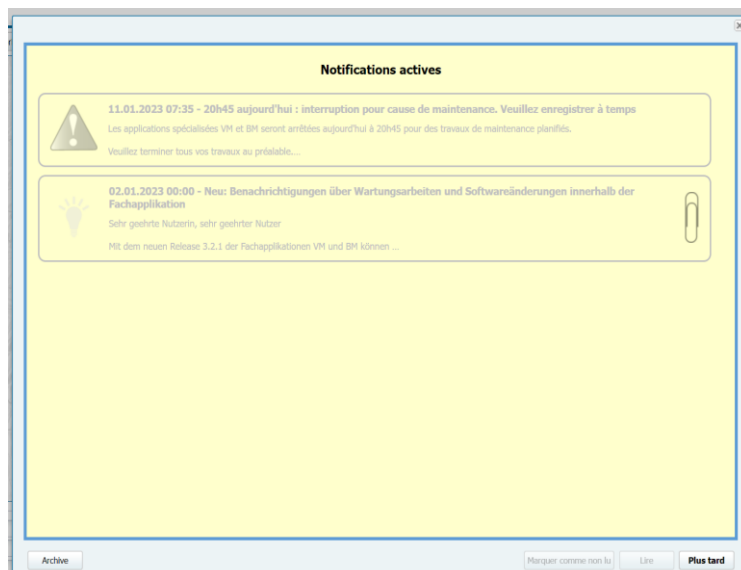 Notifications actives
11.01.2023 07:35 - 20h45 aujourd'hui : interruption pour cause de maintenance. Veuillez enregistrer à temps
Les applications spécialisées VM et BM seront arrêtées aujourd'hui à 20h45 pour des travaux de maintenance planifiés.
Veuillez terminer tous vos travaux au préalable....
02.01.2023 00:00 - Neu: Benachrichtigungen über Wartungsarbeiten und Softwareänderungen innerhalb der
Fachapplikation
Sehr geehrte Nutzerin, sehr geehrter Nutzer
Mit dem neuen Release 3.2.1 der Fachapplikationen VM und BM können ...
Archive
Marquer comme non lu
Lire
Plus tard